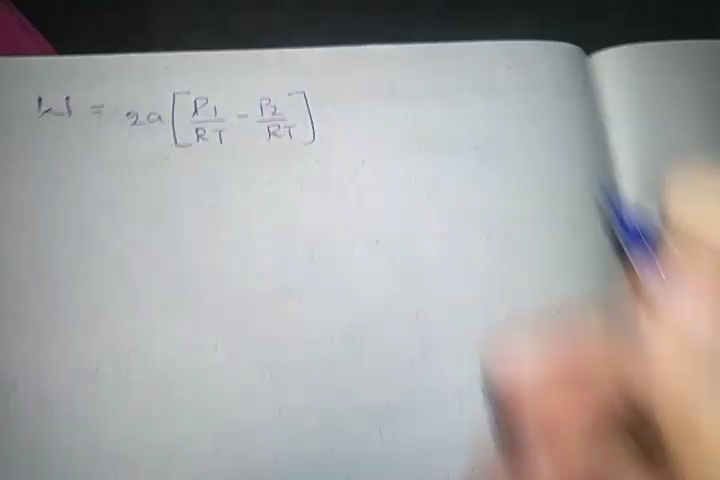 W = 2a [ P₁/RT - P₂/RT ]